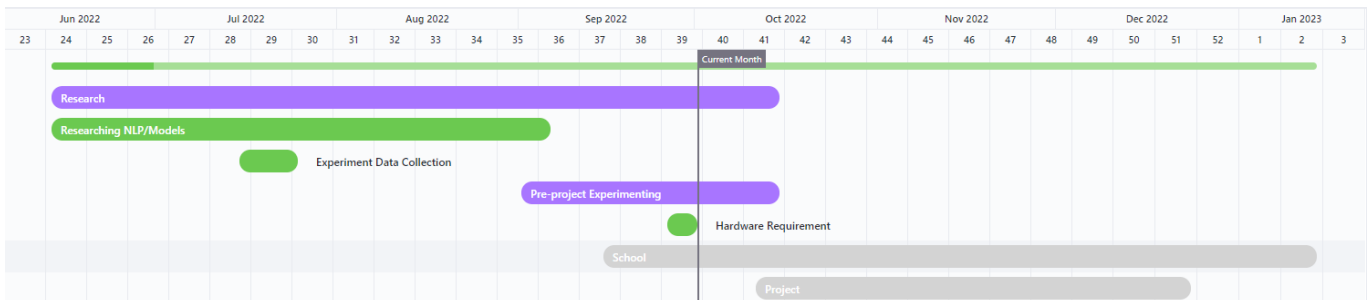 Jun 2022 Jul 2022 Aug 2022 Sep 2022 Oct 2022 Nov 2022 Dec 2022 Jan 2023
23 24 25 26 27 28 29 30 31 32 33 34 35 36 37 38 39 40 41 42 43 44 45 46 47 48 49 50 51 52 1 2 3
Current Month
Research
Researching NLP/Models
Experiment Data Collection
Pre-project Experimenting
Hardware Requirement
School
Project